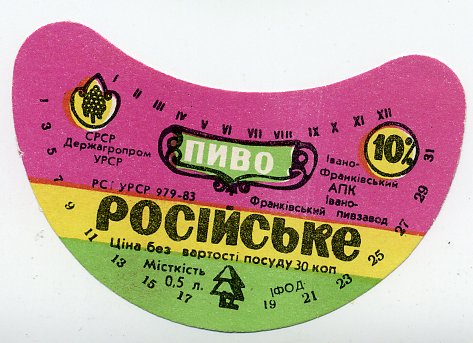 I II III IV V VI VII VIII IX X XI XII
1 3 5 7 9 11 13 15 17 19 21 23 25 27 29 31
СРСР
Держагропром
УРСР
ПИВО
10%
Івано-
Франківський
АПК
Івано-
Франківський пивзавод
РСТ УРСР 979-83
РОСІЙСЬКЕ
Ціна без вартості посуду 30 коп
Місткість
0,5 л.
ІФОД